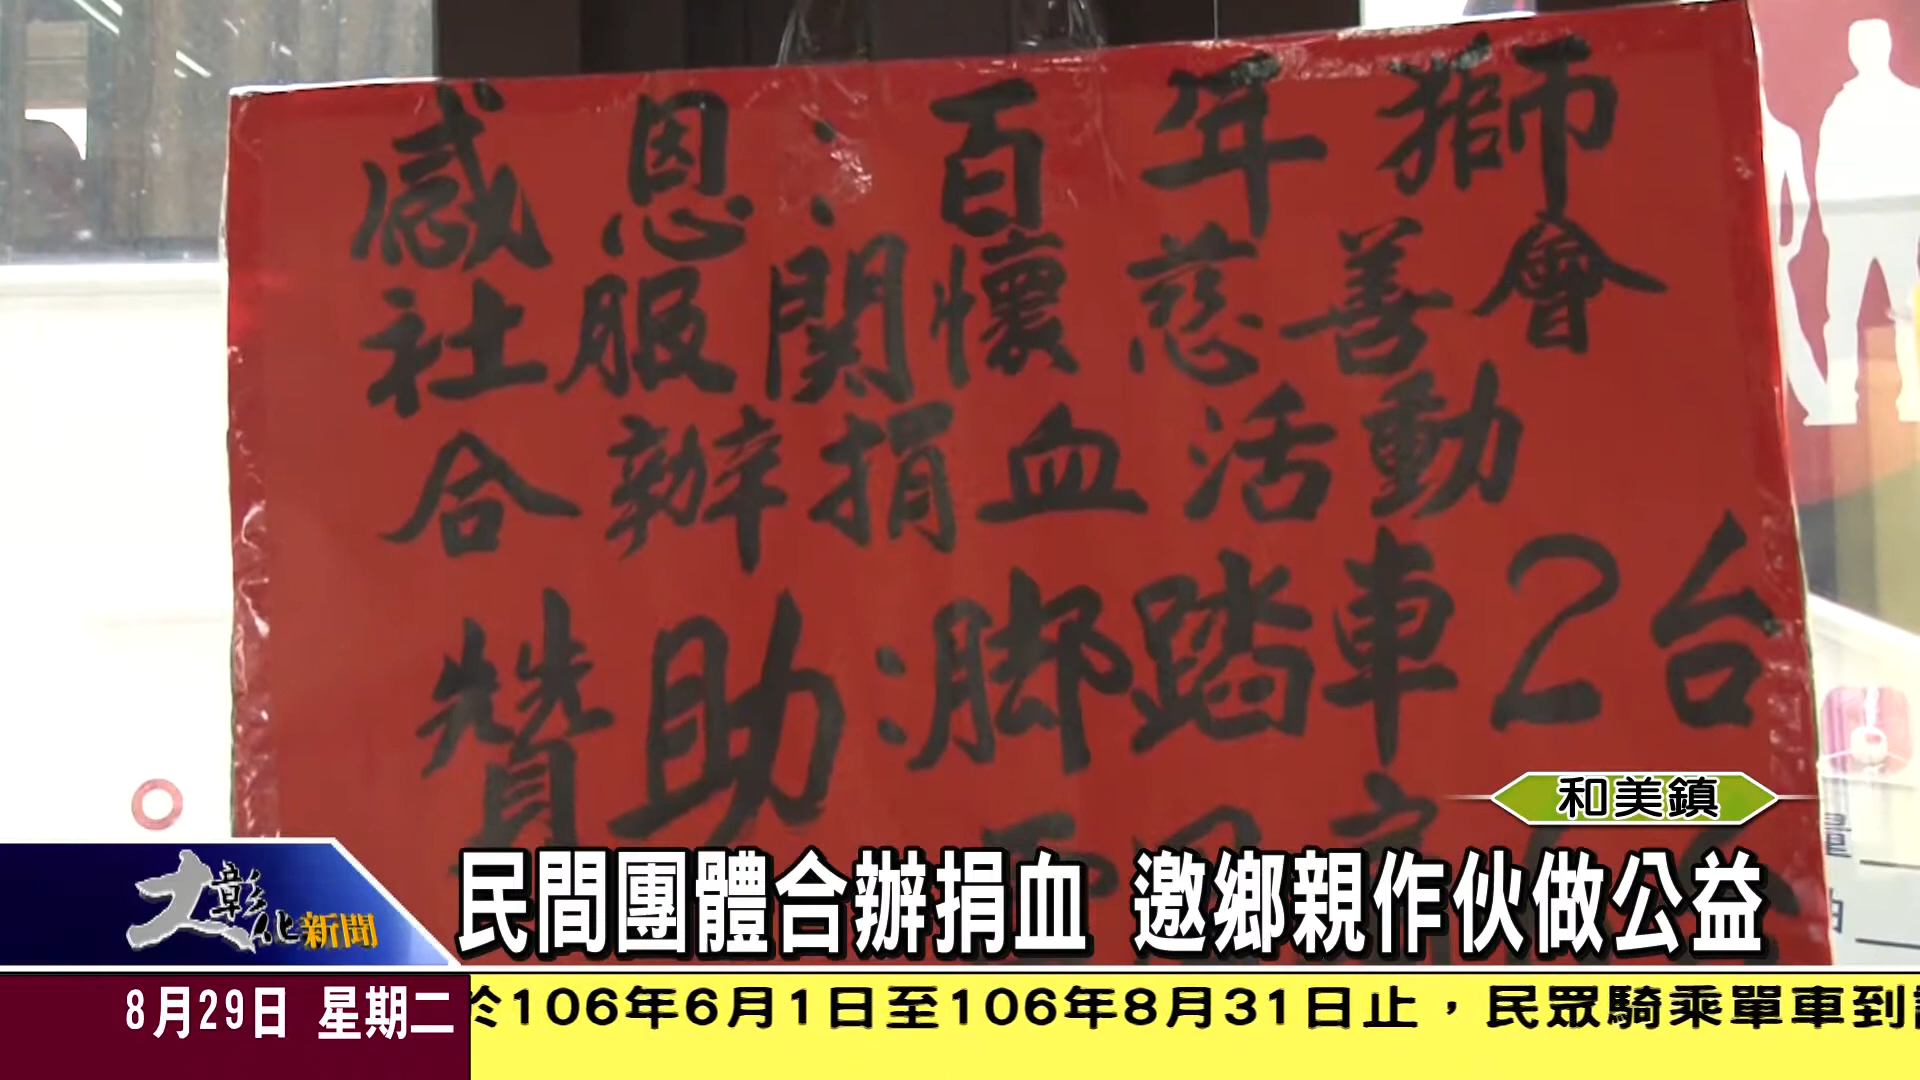 感恩：百年獅
社服關懷慈善會
合辦捐血活動
贊助：腳踏車2台
和美鎮
大彰化新聞
民間團體合辦捐血 邀鄉親作伙做公益
8月29日 星期二
於106年6月1日至106年8月31日止，民眾騎乘單車到
量